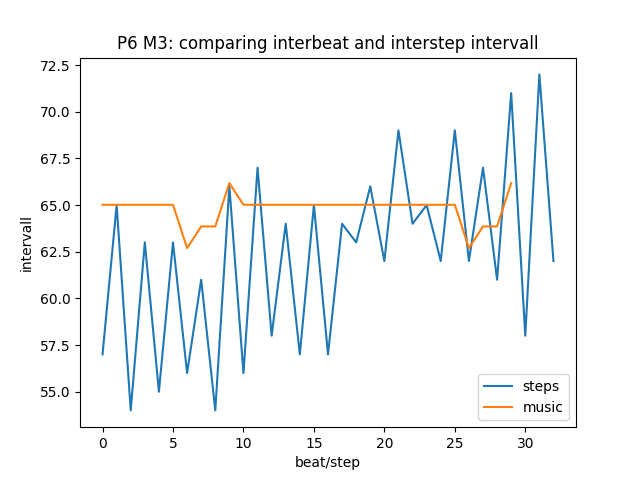 P6 M3: comparing interbeat and interstep intervall
72.5
70.0
67.5
65.0
62.5
60.0
57.5
55.0
intervall
0 5 10 15 20 25 30
beat/step
steps
music